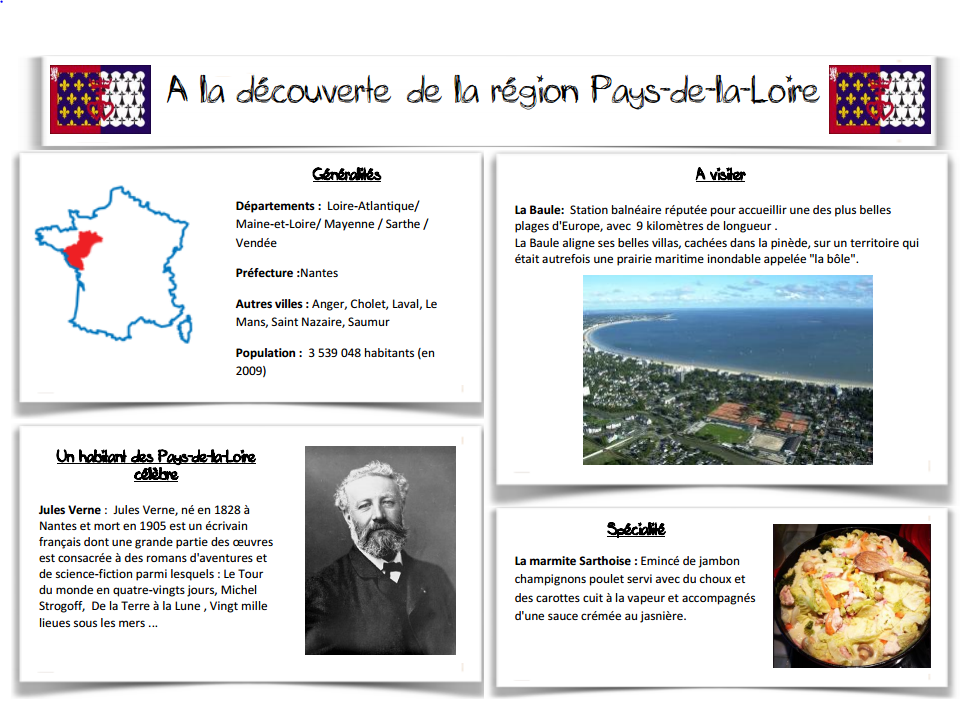 A la découverte de la région Pays-de-la-Loire
Généralités
Départements : Loire-Atlantique/
Maine-et-Loire/ Mayenne / Sarthe /
Vendée
Préfecture :Nantes
Autres villes : Anger, Cholet, Laval, Le
Mans, Saint Nazaire, Saumur
Population : 3 539 048 habitants (en
2009)
A visiter
La Baule: Station balnéaire réputée pour accueillir une des plus belles
plages d'Europe, avec 9 kilomètres de longueur .
La Baule aligne ses belles villas, cachées dans la pinède, sur un territoire qui
était autrefois une prairie maritime inondable appelée "la bôle".
Un habitant des Pays-de-la-Loire
célèbre
Jules Verne : Jules Verne, né en 1828 à
Nantes et mort en 1905 est un écrivain
français dont une grande partie des œuvres
est consacrée à des romans d'aventures et
de science-fiction parmi lesquels : Le Tour
du monde en quatre-vingts jours, Michel
Strogoff, De la Terre à la Lune , Vingt mille
lieues sous les mers ...
Spécialité
La marmite Sarthoise : Emincé de jambon
champignons poulet servi avec du choux et
des carottes cuit à la vapeur et accompagnés
d'une sauce crémée au jasnière.